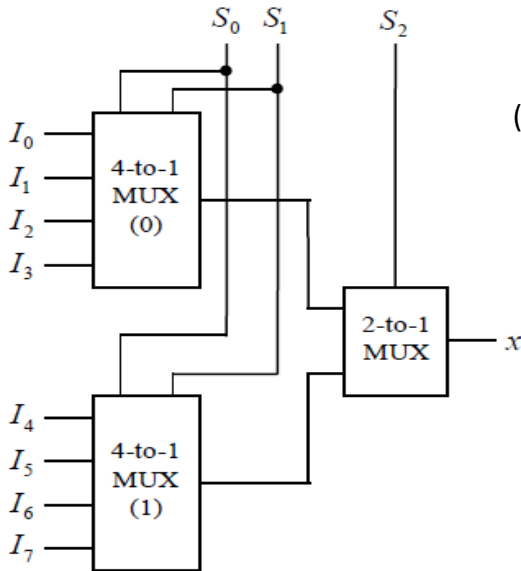 S₀ S₁ S₂
(
I₀
I₁
I₂
I₃
4-to-1
MUX
(0)
2-to-1
MUX
x
I₄
I₅
I₆
I₇
4-to-1
MUX
(1)